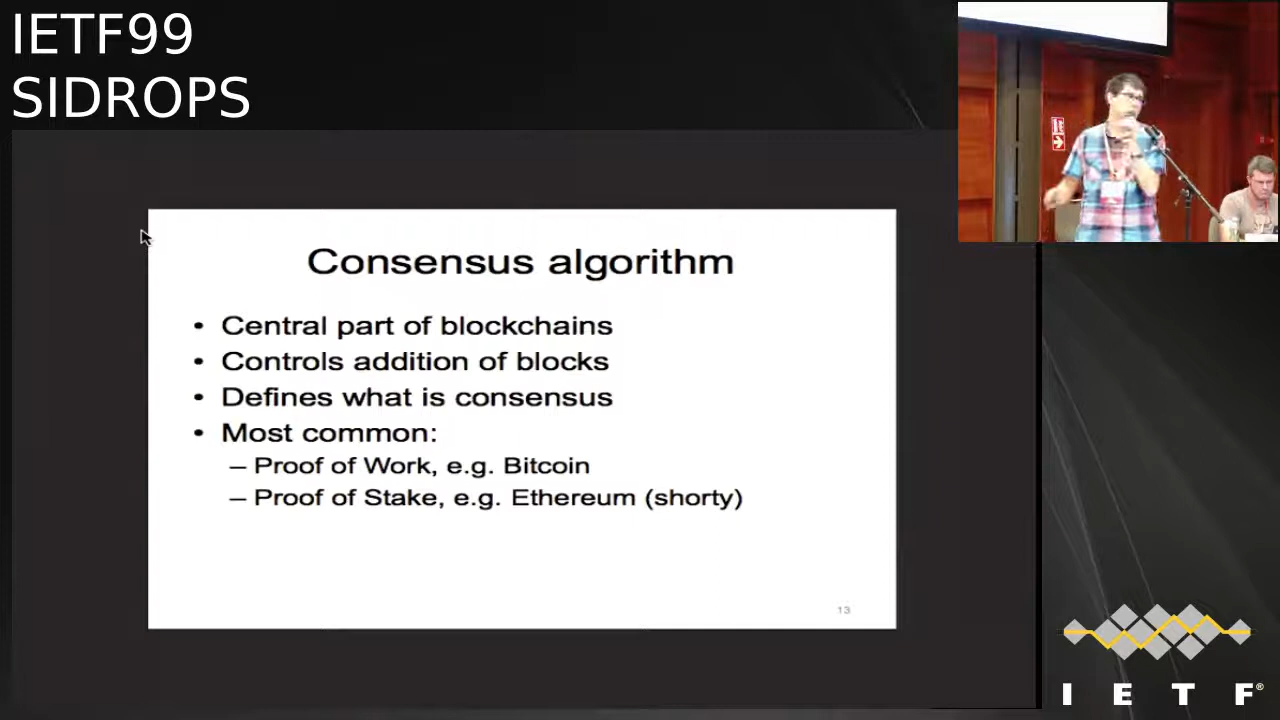 IETF99
SIDROPS
Consensus algorithm
• Central part of blockchains
• Controls addition of blocks
• Defines what is consensus
• Most common:
– Proof of Work, e.g. Bitcoin
– Proof of Stake, e.g. Ethereum (shorty)
13
I E T F®